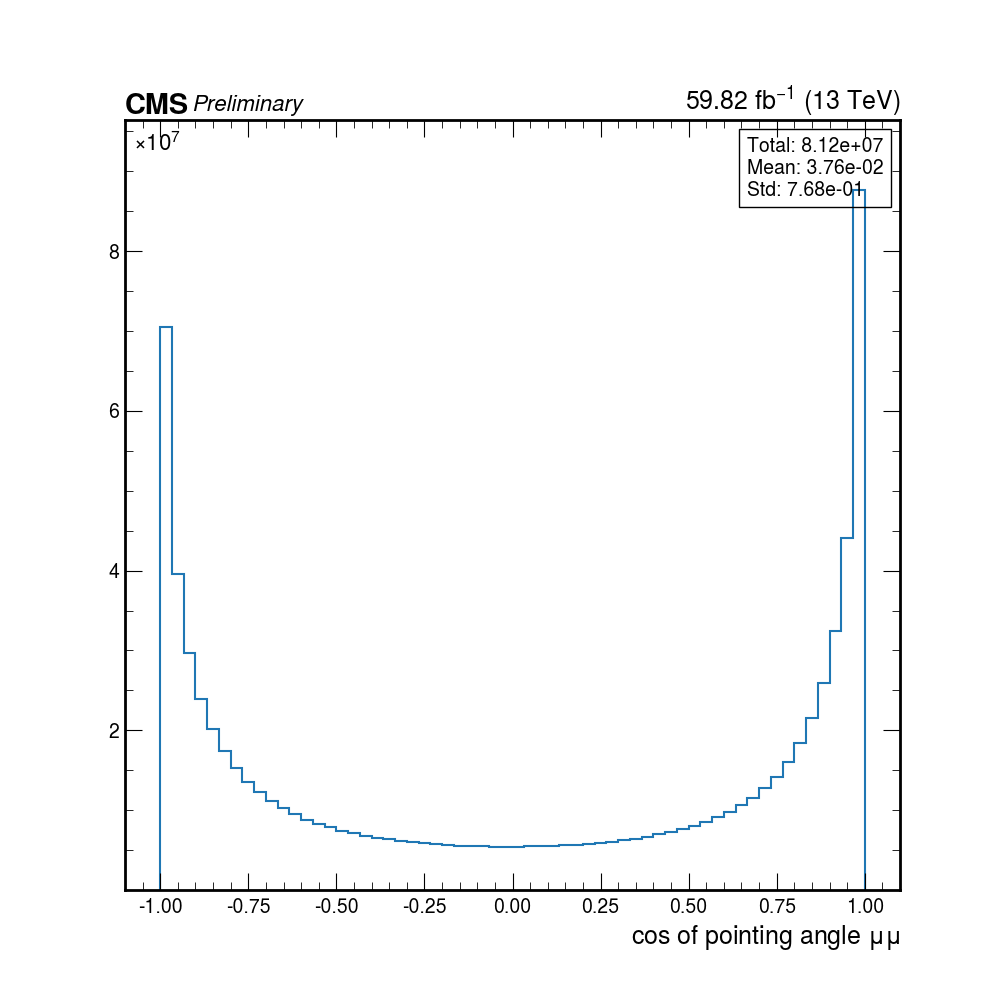 CMS Preliminary 59.82 fb⁻¹ (13 TeV)
×10⁷
Total: 8.12e+07
Mean: 3.76e-02
Std: 7.68e-01
8
6
4
2
-1.00 -0.75 -0.50 -0.25 0.00 0.25 0.50 0.75 1.00
cos of pointing angle μμ